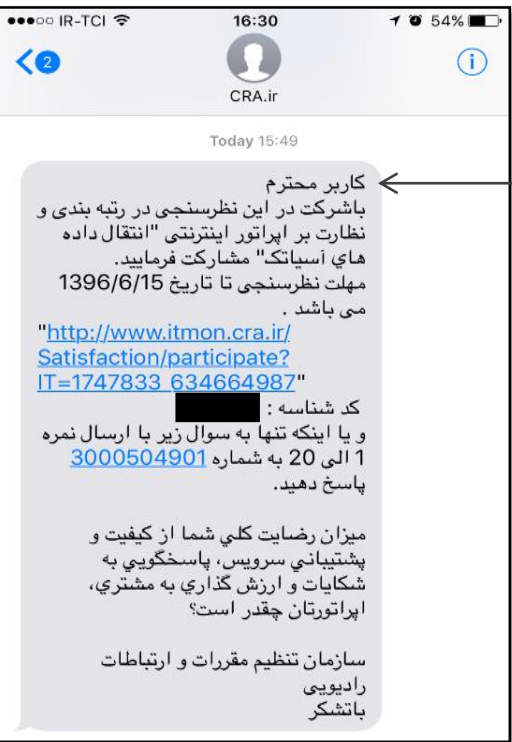 IR-TCI 16:30 54%
2
CRA.ir
Today 15:49
کاربر محترم
باشرکت در این نظرسنجی در رتبه بندی و
نظارت بر اپراتور اینترنتی "انتقال داده
هاي آسیاتک" مشارکت فرمایید.
مهلت نظرسنجی تا تاریخ 1396/6/15
می باشد .
"http://www.itmon.cra.ir/
Satisfaction/participate?
IT=1747833_634664987"
کد شناسه :
و یا اینکه تنها به سوال زیر با ارسال نمره
1 الی 20 به شماره 3000504901
پاسخ دهید.
میزان رضایت کلي شما از کیفیت و
پشتیباني سرویس، پاسخگویي به
شکایات و ارزش گذاري به مشتري،
اپراتورتان چقدر است؟
سازمان تنظیم مقررات و ارتباطات
رادیویی
باتشکر